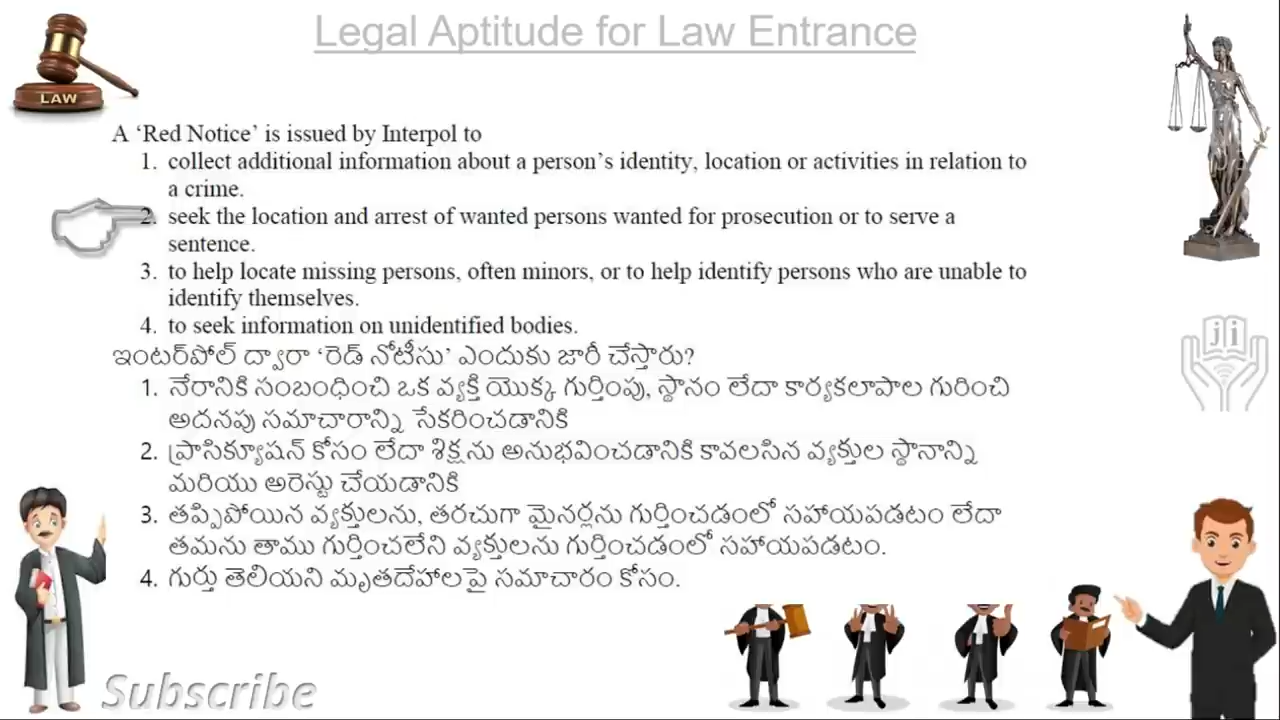 Legal Aptitude for Law Entrance
LAW
A ‘Red Notice’ is issued by Interpol to
1. collect additional information about a person’s identity, location or activities in relation to
a crime.
2. seek the location and arrest of wanted persons wanted for prosecution or to serve a
sentence.
3. to help locate missing persons, often minors, or to help identify persons who are unable to
identify themselves.
4. to seek information on unidentified bodies.
ఇంటర్‌పోల్ ద్వారా ‘రెడ్ నోటీసు’ ఎందుకు జారీ చేస్తారు?
1. నేరానికి సంబంధించి ఒక వ్యక్తి యొక్క గుర్తింపు, స్థానం లేదా కార్యకలాపాల గురించి
అదనపు సమాచారాన్ని సేకరించడానికి
2. ప్రాసిక్యూషన్ కోసం లేదా శిక్షను అనుభవించడానికి కావలసిన వ్యక్తుల స్థానాన్ని
మరియు అరెస్టు చేయడానికి
3. తప్పిపోయిన వ్యక్తులను, తరచుగా మైనర్లను గుర్తించడంలో సహాయపడటం లేదా
తమను తాము గుర్తించలేని వ్యక్తులను గుర్తించడంలో సహాయపడటం.
4. గుర్తు తెలియని మృతదేహాలపై సమాచారం కోసం.
jj
Subscribe